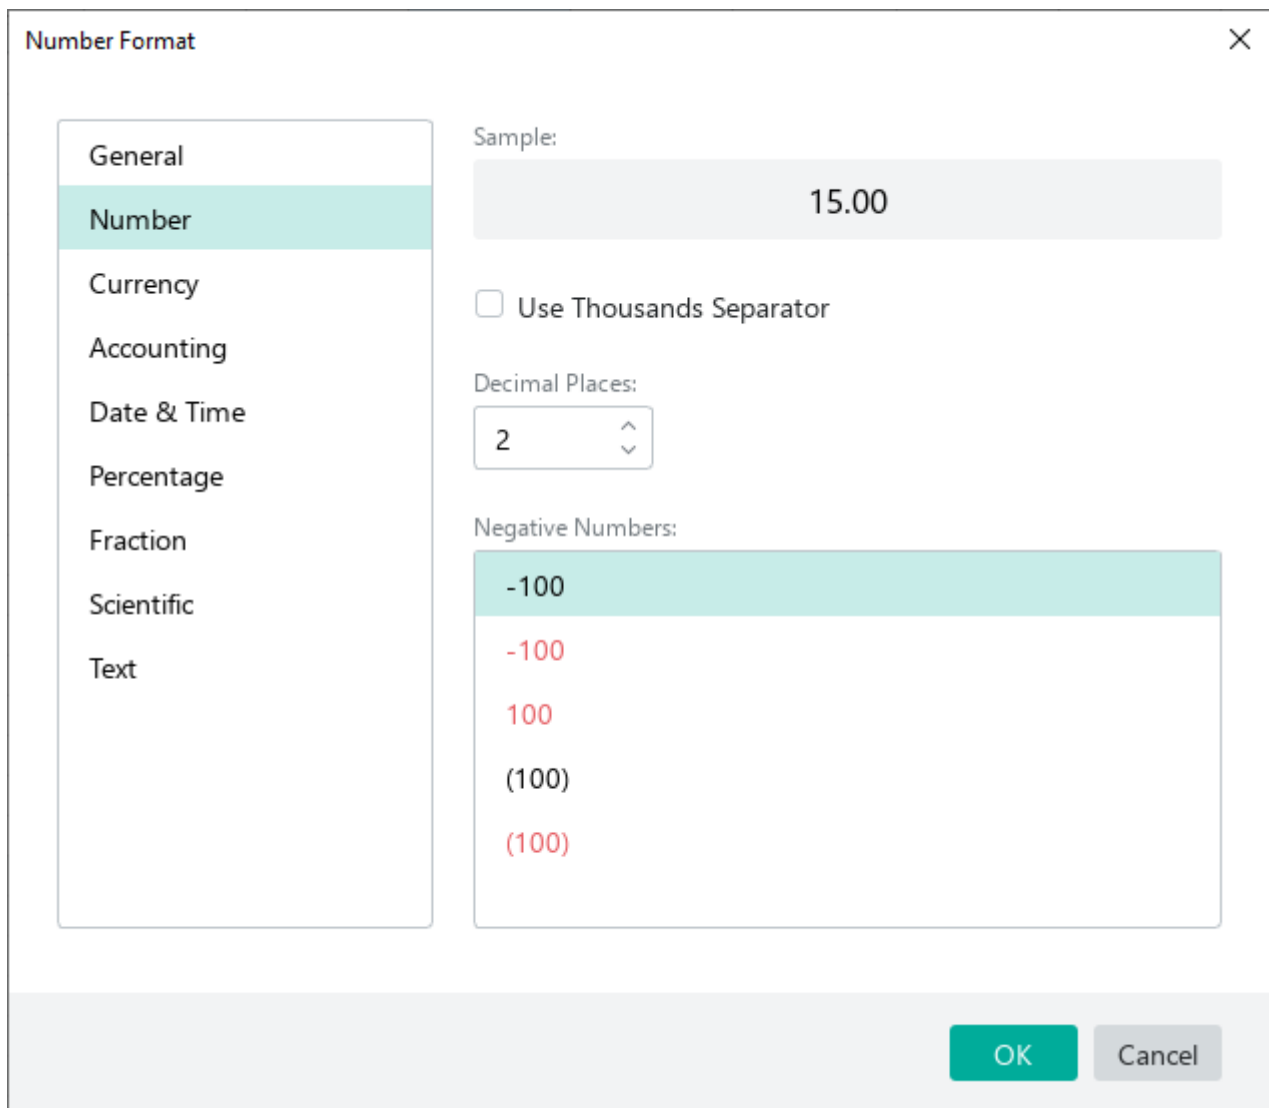 Number Format
General
Number
Currency
Accounting
Date & Time
Percentage
Fraction
Scientific
Text
Sample:
15.00
Use Thousands Separator
Decimal Places:
2
Negative Numbers:
-100
-100
100
(100)
(100)
OK
Cancel